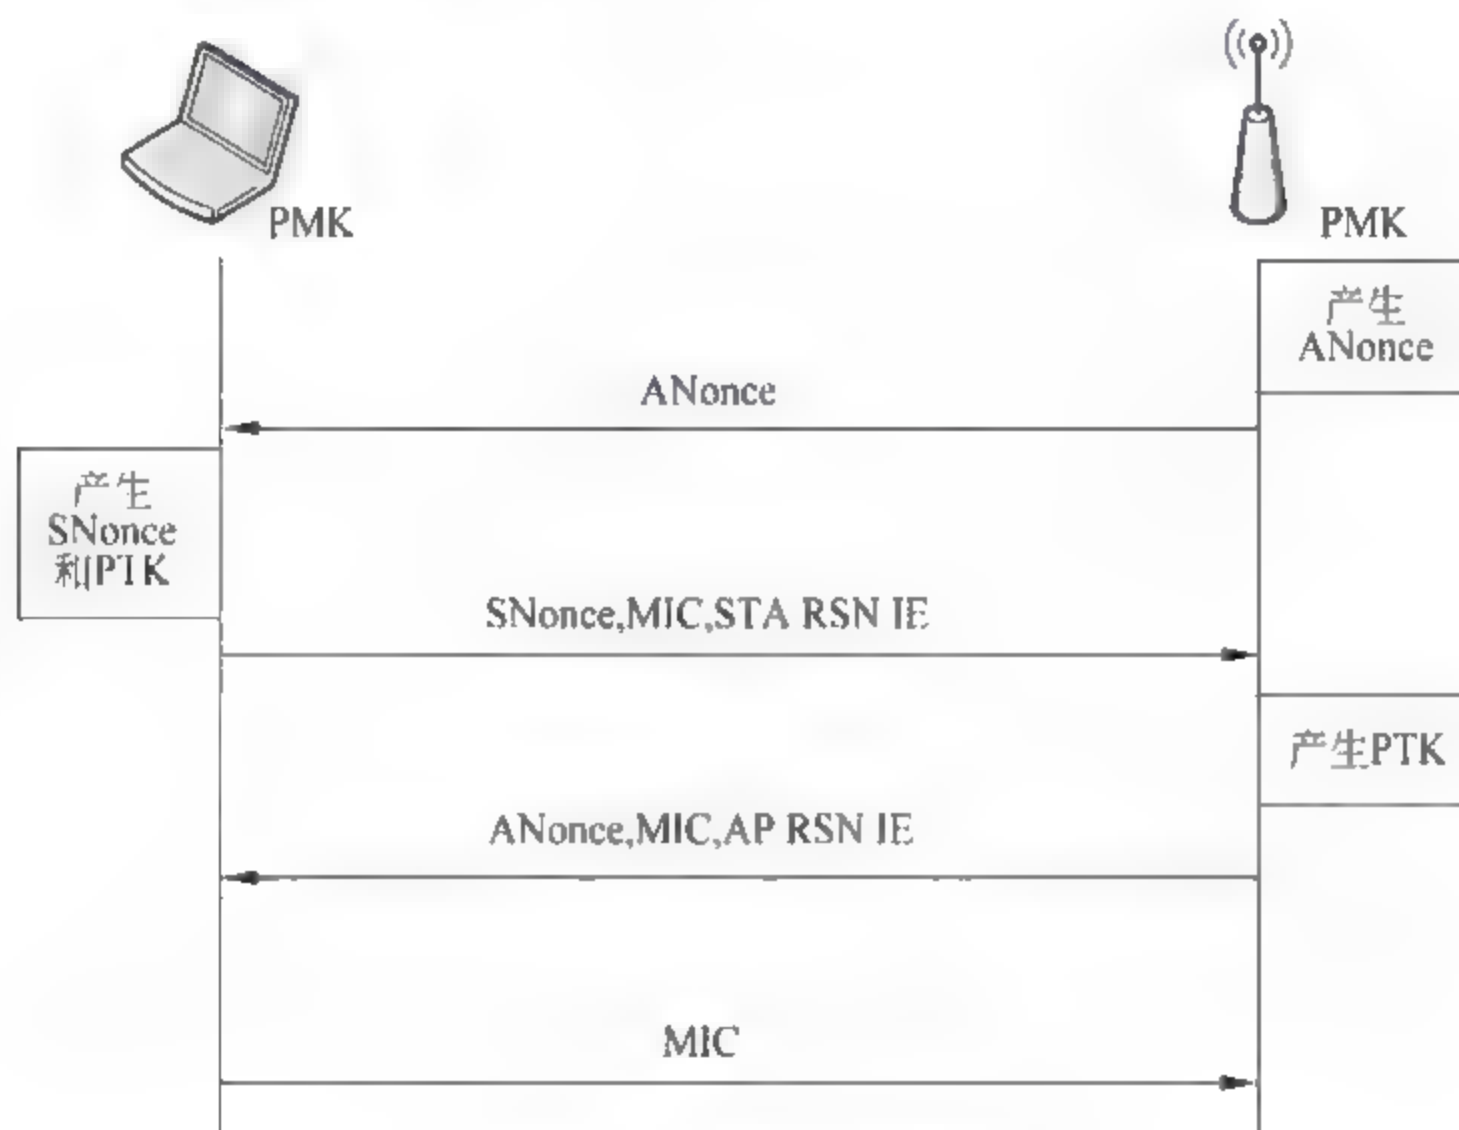 PMK
PMK
产生
ANonce
ANonce
产生
SNonce
和PTK
SNonce,MIC,STA RSN IE
产生PTK
ANonce,MIC,AP RSN IE
MIC